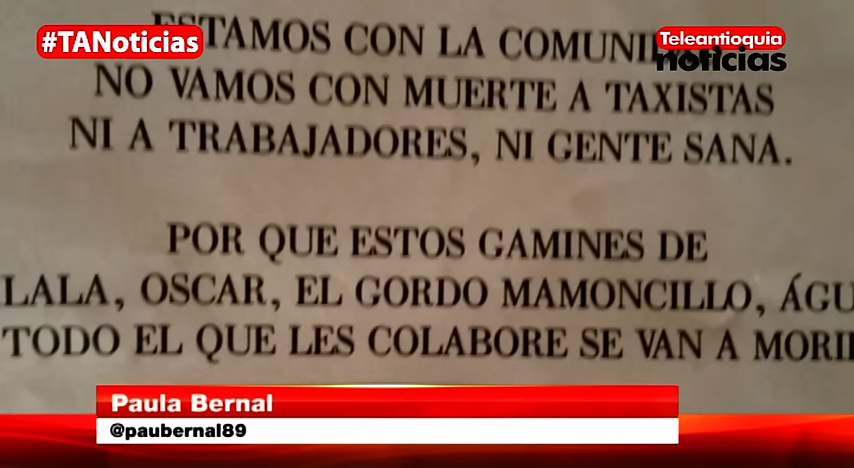 #TANoticias
Teleantioquia
noticias
ESTAMOS CON LA
NO VAMOS CON MUERTE A TAXISTAS
NI A TRABAJADORES, NI GENTE SANA.
POR QUE ESTOS GAMINES DE
LALA, OSCAR, EL GORDO MAMONCILLO, ÁGU
TODO EL QUE LES COLABORE SE VAN A
Paula Bernal
@paubernal89